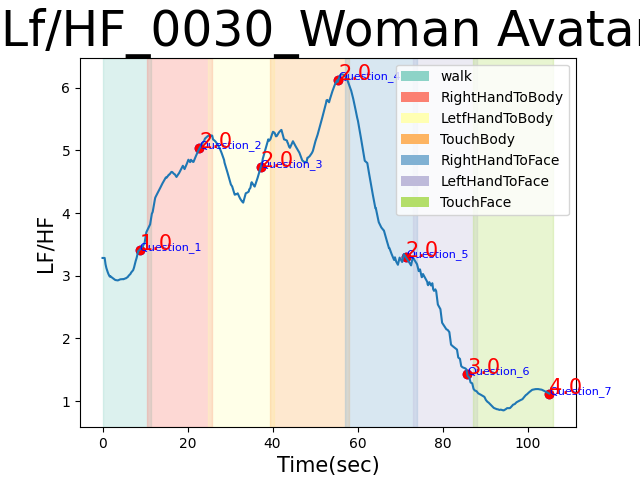 Lf/HF_0030_Woman Avatar
6
5
4
3
2
1
LF/HF
0
20
40
60
80
100
Time(sec)
walk
RightHandToBody
LetfHandToBody
TouchBody
RightHandToFace
LeftHandToFace
TouchFace
1.0
Question_1
2.0
Question_2
2.0
Question_3
2.0
Question_4
2.0
Question_5
3.0
Question_6
4.0
Question_7